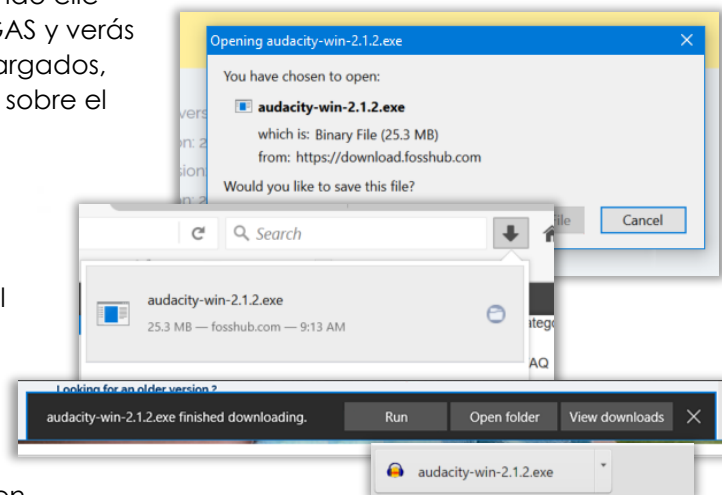 GAS y verás
argados,
sobre el
Opening audacity-win-2.1.2.exe
You have chosen to open:
audacity-win-2.1.2.exe
which is: Binary File (25.3 MB)
from: https://download.fosshub.com
Would you like to save this file?
Cancel
Search
audacity-win-2.1.2.exe
25.3 MB — fosshub.com — 9:13 AM
AQ
Looking for an older version ?
audacity-win-2.1.2.exe finished downloading.
Run
Open folder
View downloads
audacity-win-2.1.2.exe